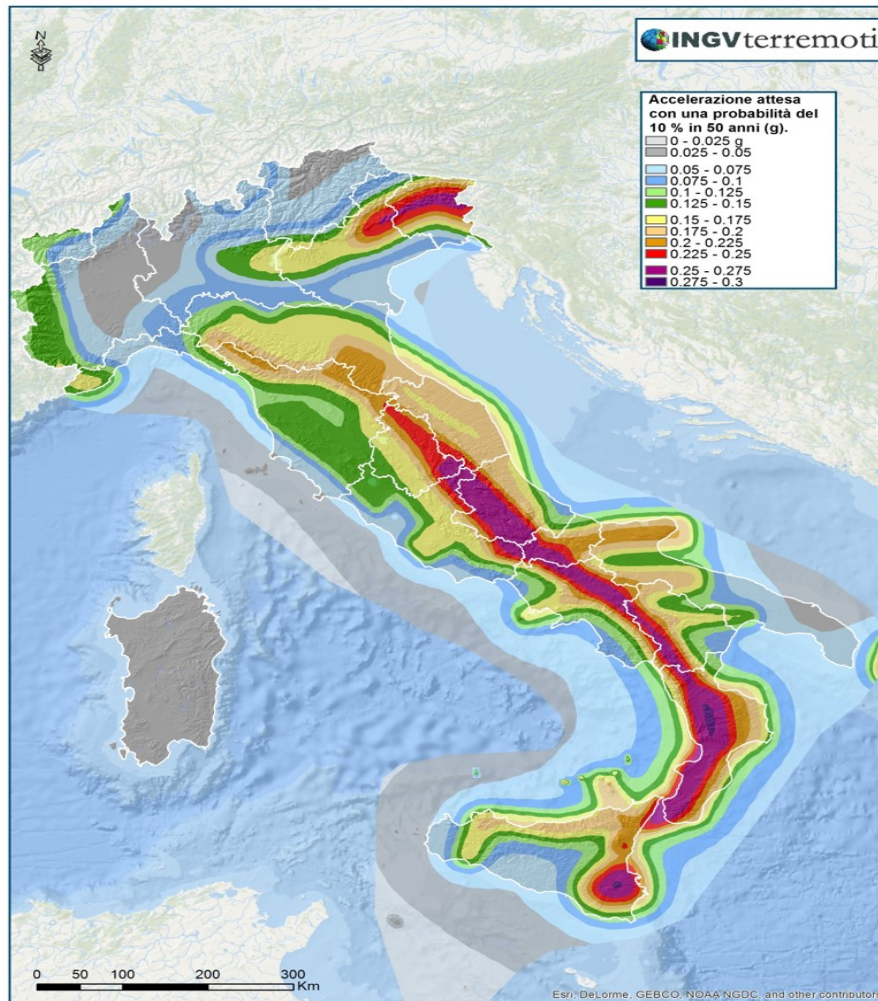 N
INGVterremoti
Accelerazione attesa
con una probabilità del
10 % in 50 anni (g).
0 - 0.025 g
0.025 - 0.05
0.05 - 0.075
0.075 - 0.1
0.1 - 0.125
0.125 - 0.15
0.15 - 0.175
0.175 - 0.2
0.2 - 0.225
0.225 - 0.25
0.25 - 0.275
0.275 - 0.3
0 50 100 200 300
Km
Esri, DeLorme, GEBCO, NOAA NGDC, and other contributors